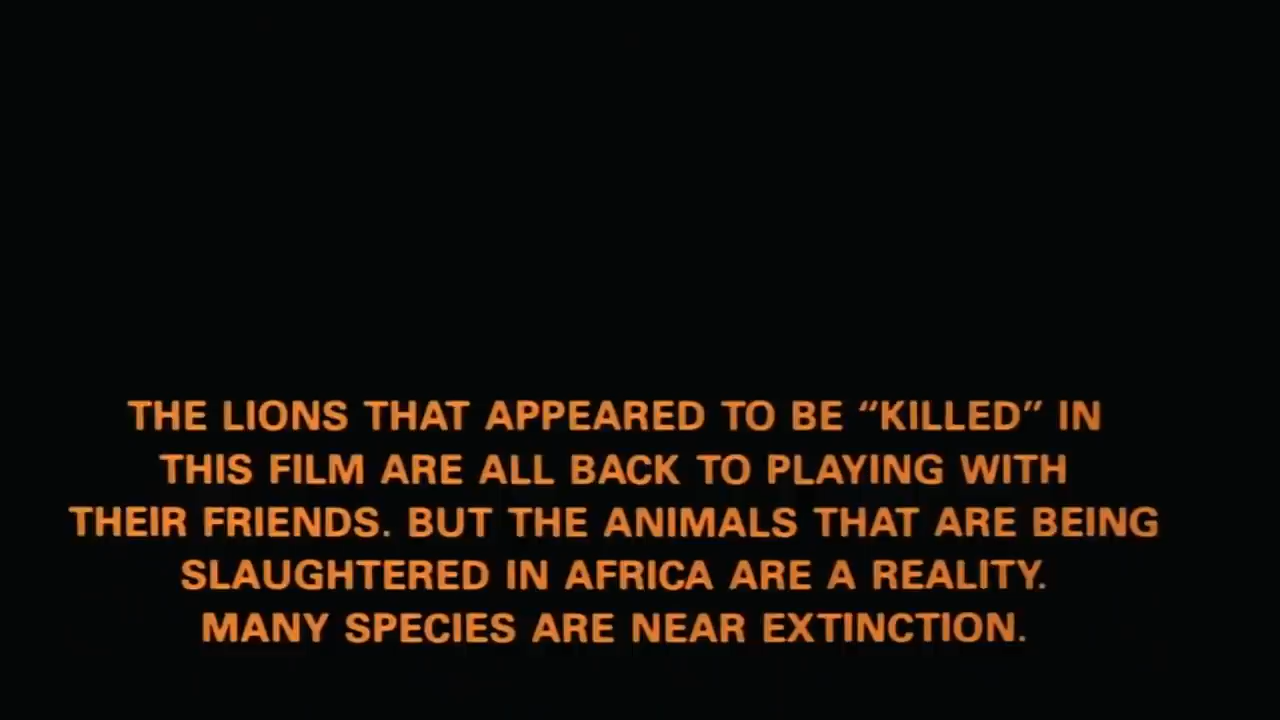 THE LIONS THAT APPEARED TO BE “KILLED” IN
THIS FILM ARE ALL BACK TO PLAYING WITH
THEIR FRIENDS. BUT THE ANIMALS THAT ARE BEING
SLAUGHTERED IN AFRICA ARE A REALITY.
MANY SPECIES ARE NEAR EXTINCTION.